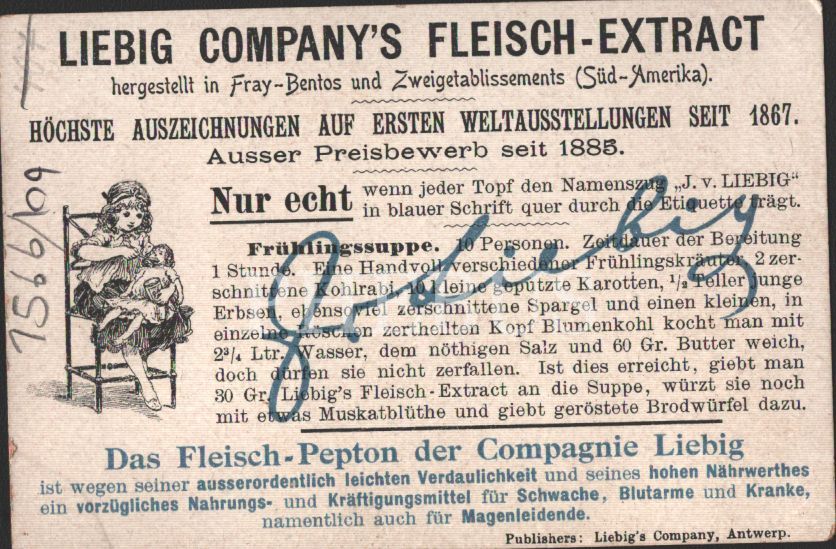 LIEBIG COMPANY'S FLEISCH-EXTRACT
hergestellt in Fray-Bentos und Zweigetablissements (Süd-Amerika).
HÖCHSTE AUSZEICHNUNGEN AUF ERSTEN WELTAUSSTELLUNGEN SEIT 1867.
Ausser Preisbewerb seit 1885.
Nur echt wenn jeder Topf den Namenszug „J. v. LIEBIG“
in blauer Schrift quer durch die Etiquette trägt.
Frühlingssuppe. 10 Personen. Zeitdauer der Bereitung
1 Stunde. Eine Handvoll verschiedener Frühlingskräuter, 2 zer-
schnittene Kohlrabi, 10 kleine geputzte Karotten, 1/2 Teller junge
Erbsen, ebensoviel zerschnittene Spargel und einen kleinen, in
einzelne Röschen zertheilten Kopf Blumenkohl kocht man mit
2 3/4 Ltr. Wasser, dem nöthigen Salz und 60 Gr. Butter weich,
doch dürfen sie nicht zerfallen. Ist dies erreicht, giebt man
30 Gr. Liebig's Fleisch-Extract an die Suppe, würzt sie noch
mit etwas Muskatblüthe und giebt geröstete Brodwürfel dazu.
Das Fleisch-Pepton der Compagnie Liebig
ist wegen seiner ausserordentlich leichten Verdaulichkeit und seines hohen Nährwerthes
ein vorzügliches Nahrungs- und Kräftigungsmittel für Schwache, Blutarme und Kranke,
namentlich auch für Magenleidende.
Publishers: Liebig's Company, Antwerp.
1566/109